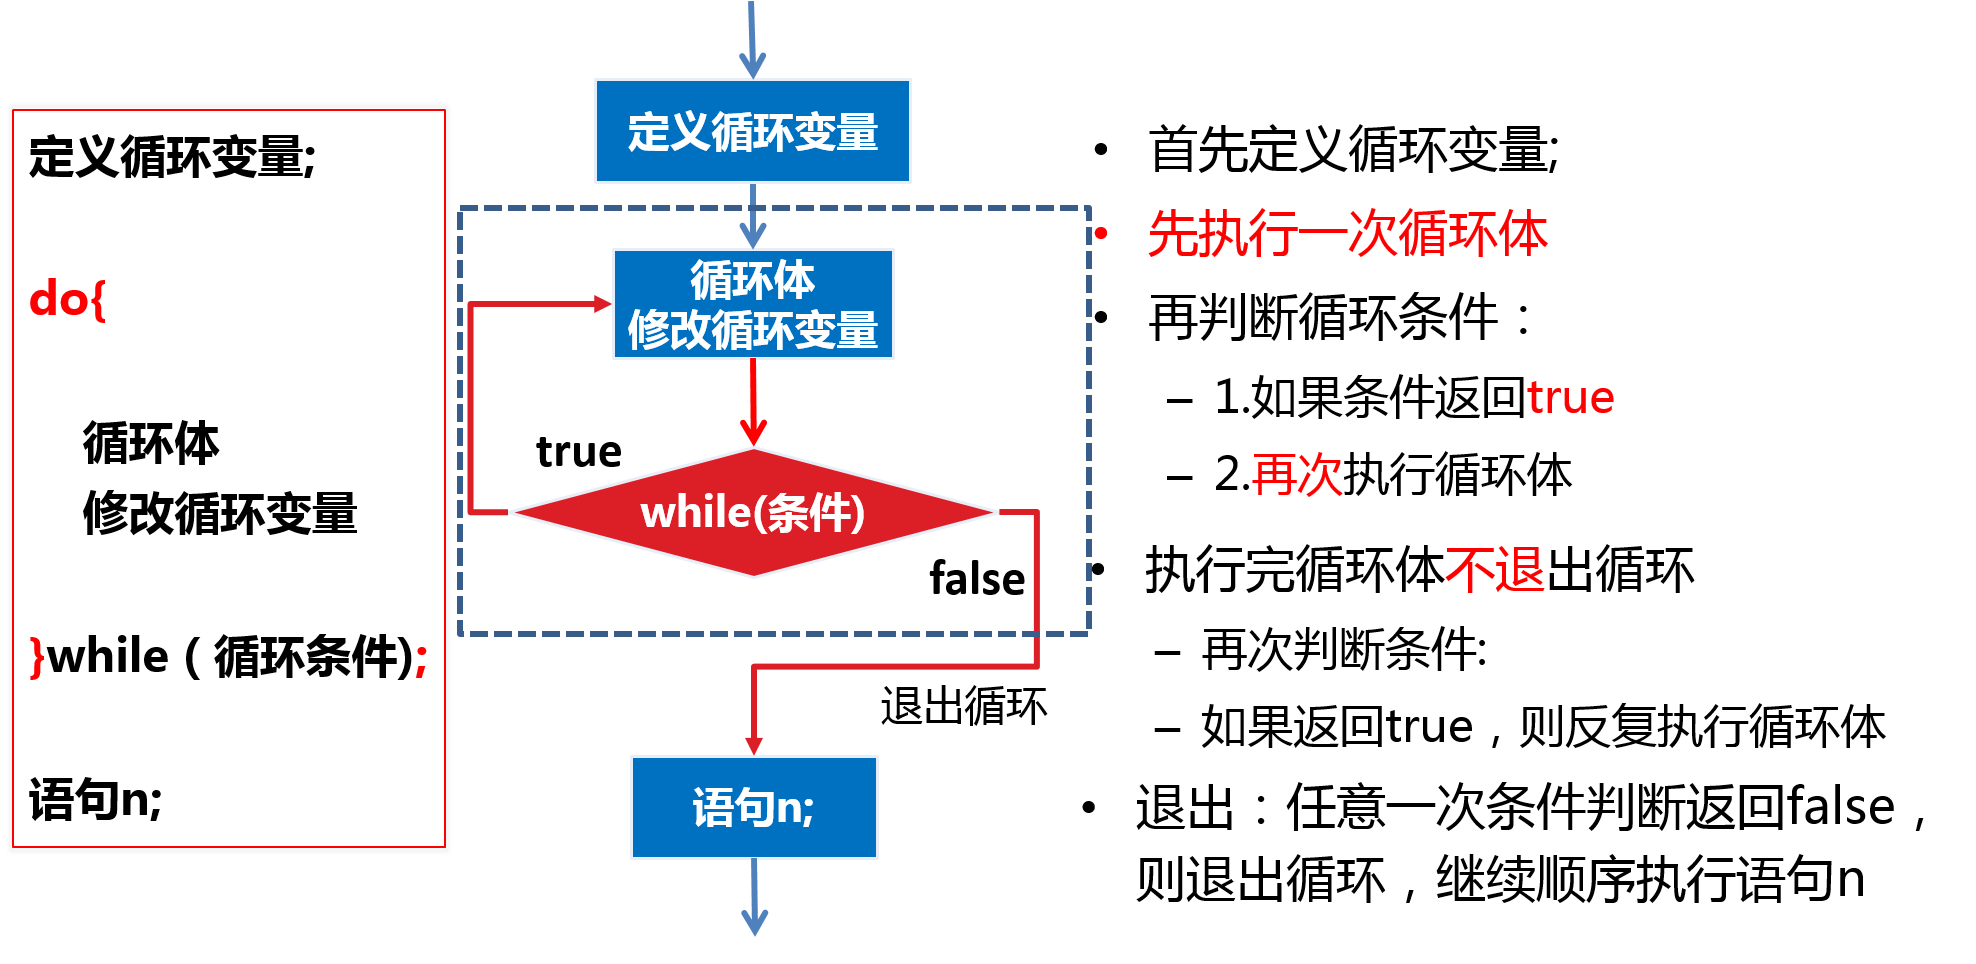 定义循环变量;
do{
循环体
修改循环变量
}while（循环条件);
语句n;
定义循环变量
循环体
修改循环变量
true
while(条件)
false
退出循环
语句n;
• 首先定义循环变量;
• 先执行一次循环体
• 再判断循环条件：
– 1.如果条件返回true
– 2.再次执行循环体
• 执行完循环体不退出循环
– 再次判断条件:
– 如果返回true，则反复执行循环体
• 退出：任意一次条件判断返回false，
则退出循环，继续顺序执行语句n